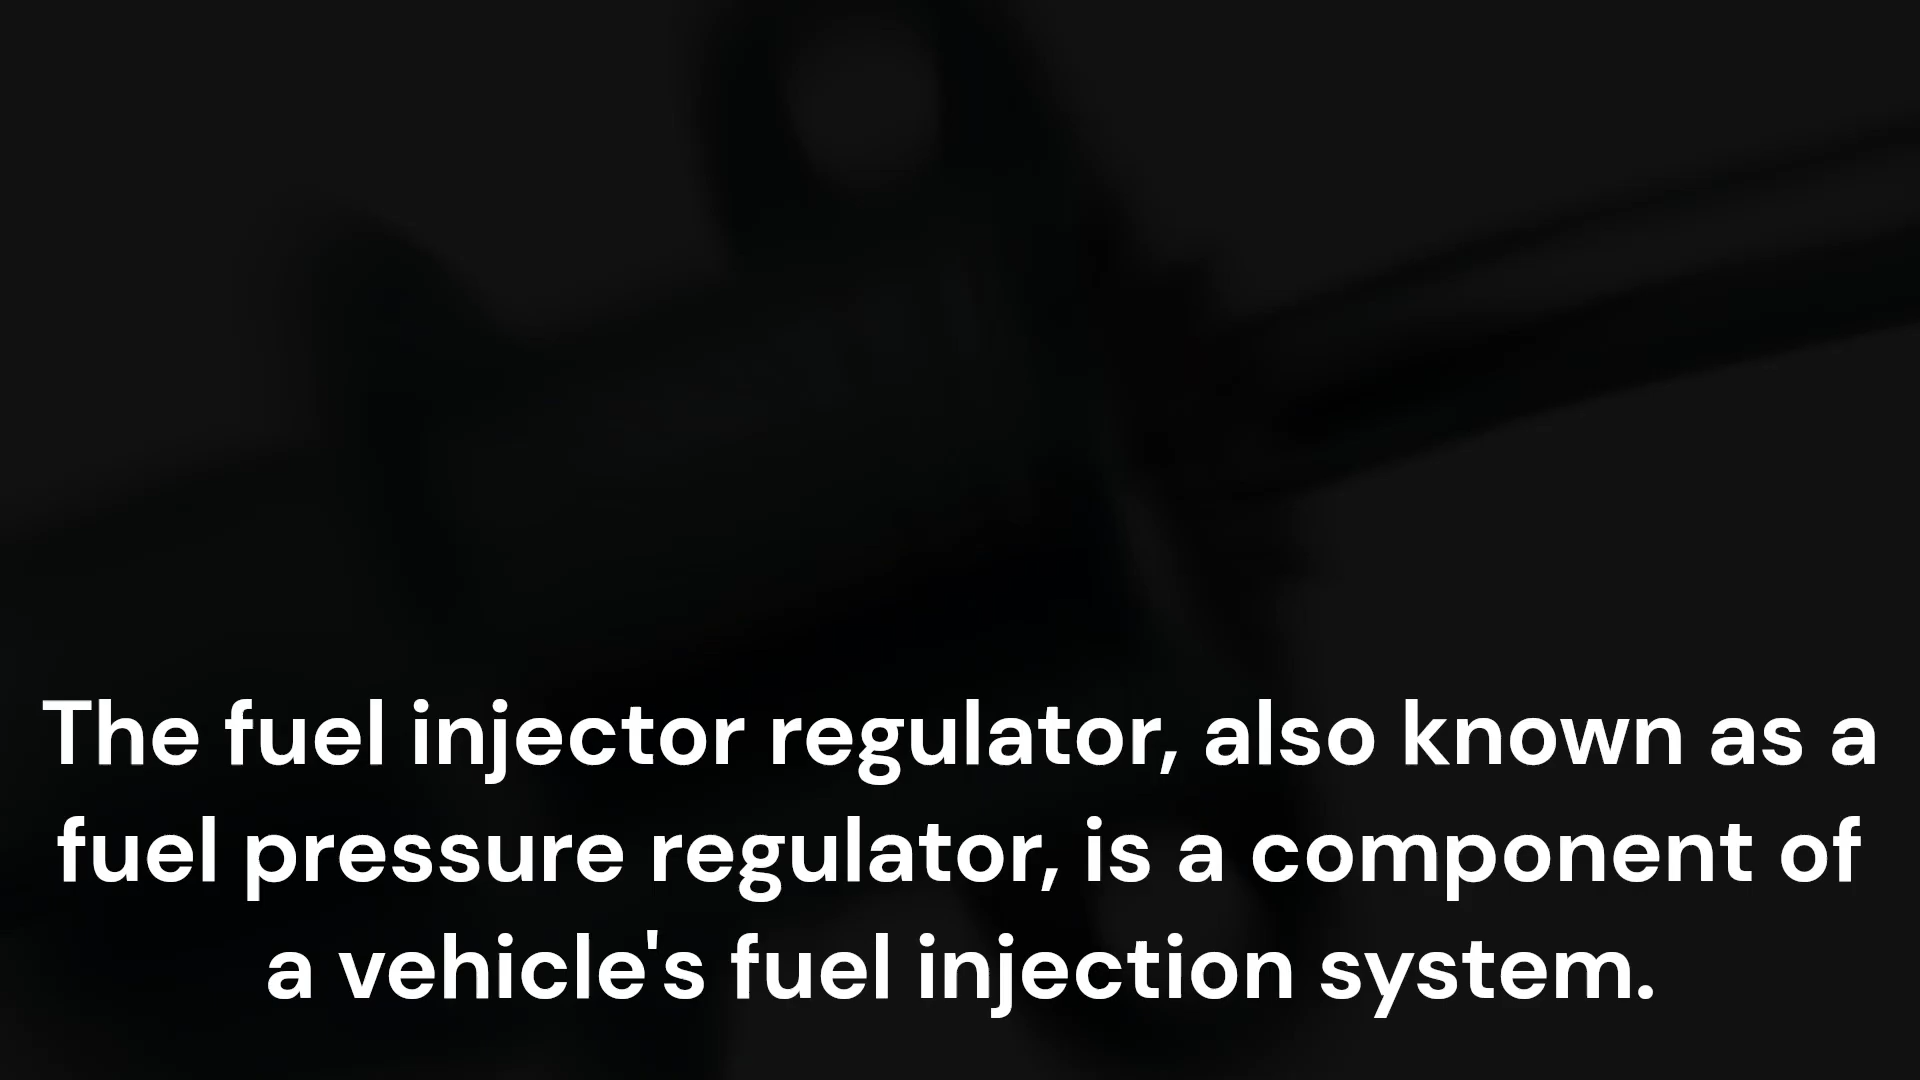 The fuel injector regulator, also known as a
fuel pressure regulator, is a component of
a vehicle's fuel injection system.